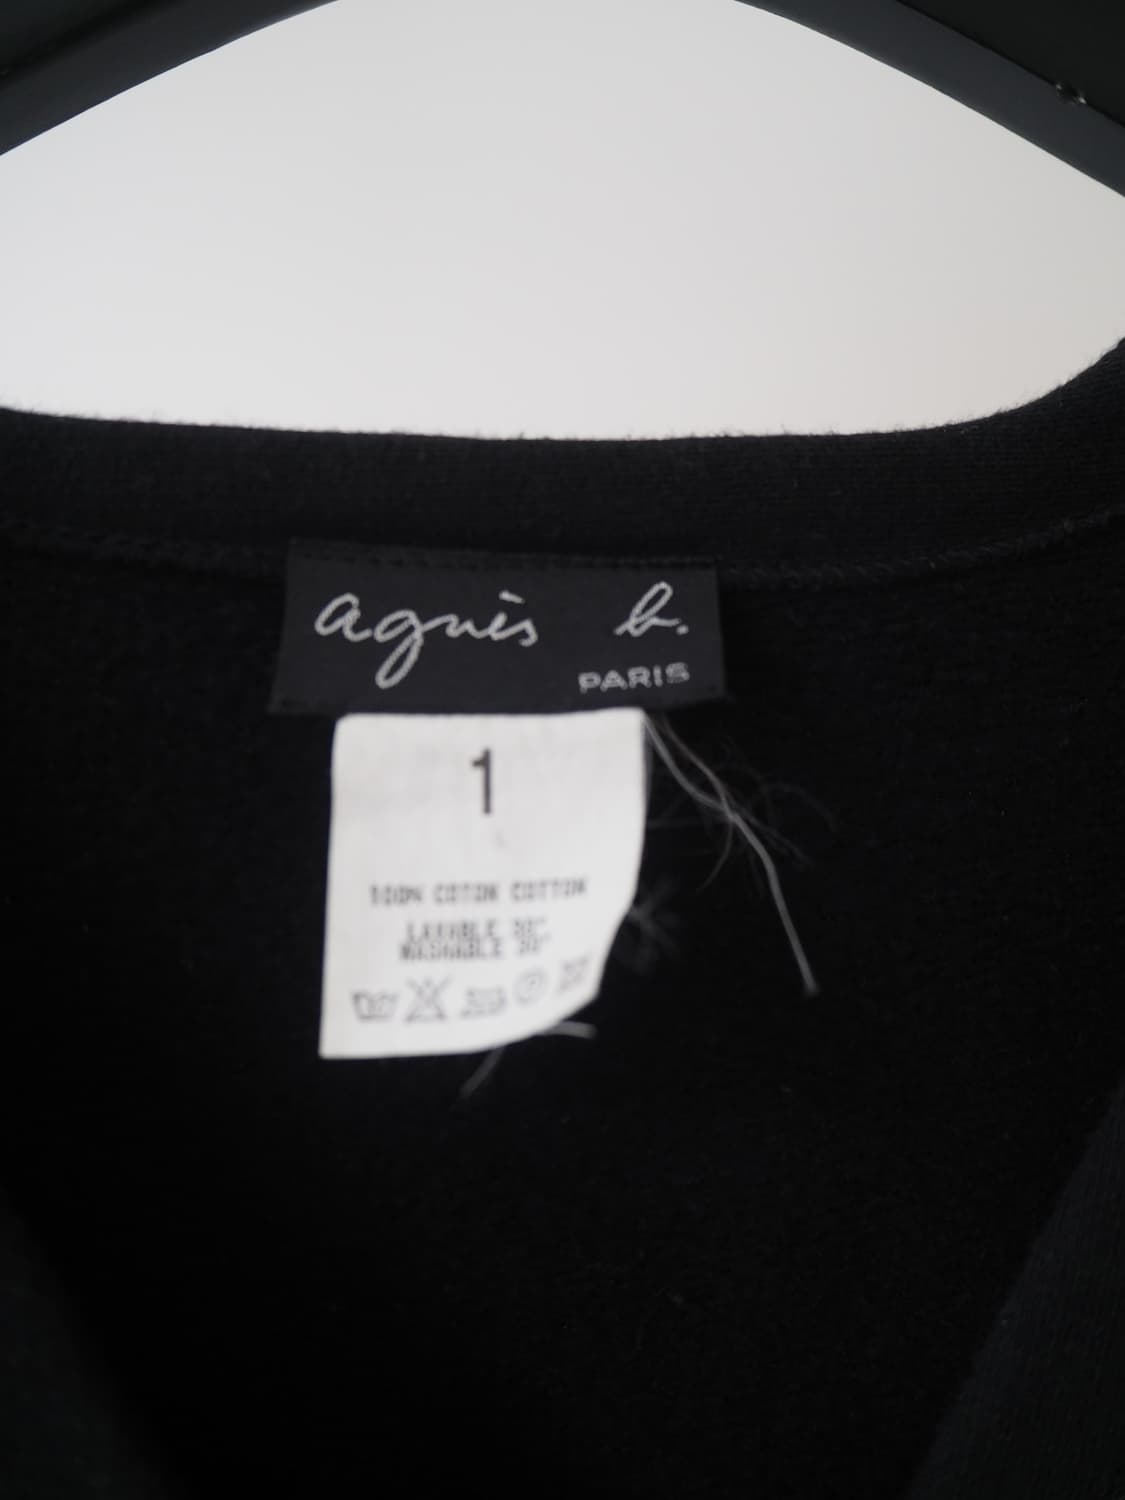 agnès b.
PARIS
1
100% COTON COTTON
LAVABLE 30°
WASHABLE 30°